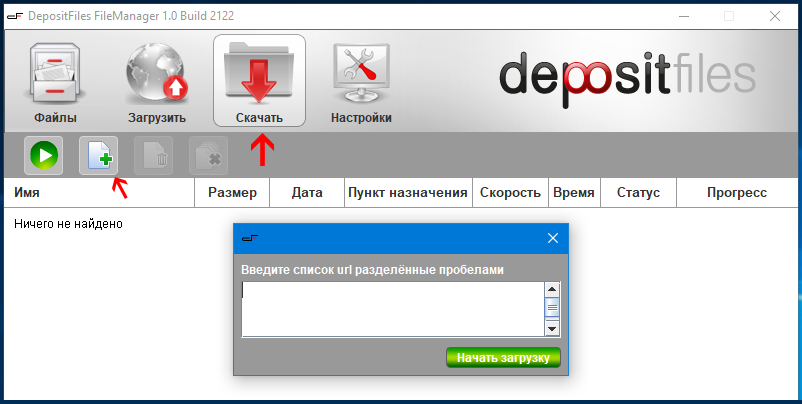 DepositFiles FileManager 1.0 Build 2122
Файлы Загрузить Скачать Настройки
depositfiles
Имя Размер Дата Пункт назначения Скорость Время Статус Прогресс
Ничего не найдено
Введите список url разделённые пробелами
Начать загрузку